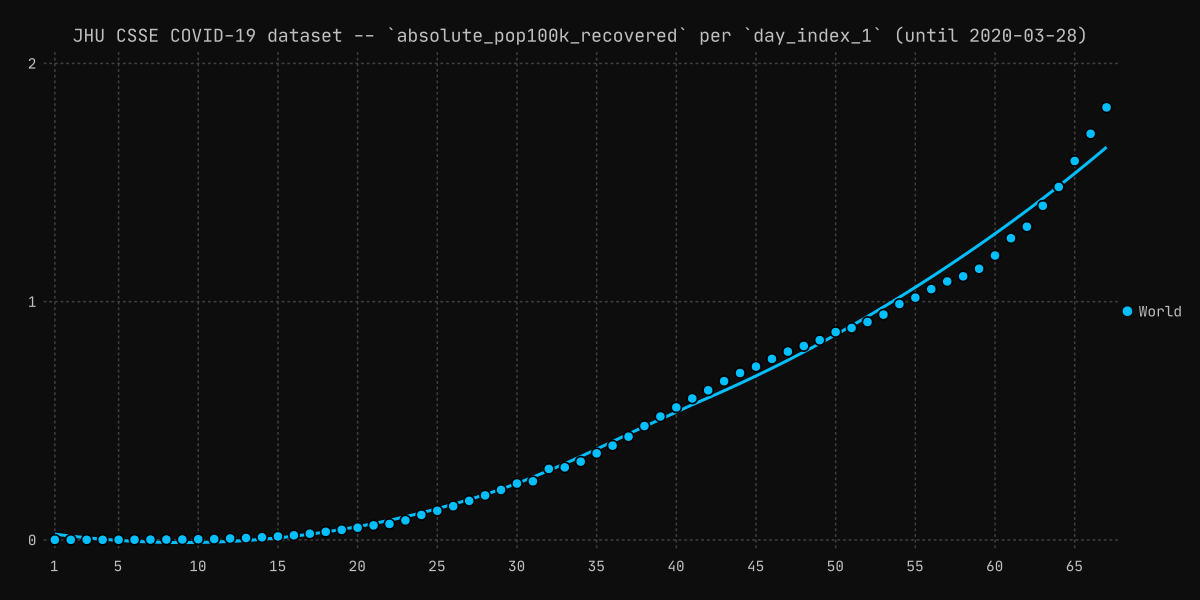 JHU CSSE COVID-19 dataset -- `absolute_pop100k_recovered` per `day_index_1` (until 2020-03-28)
2
1
0
World
1 5 10 15 20 25 30 35 40 45 50 55 60 65